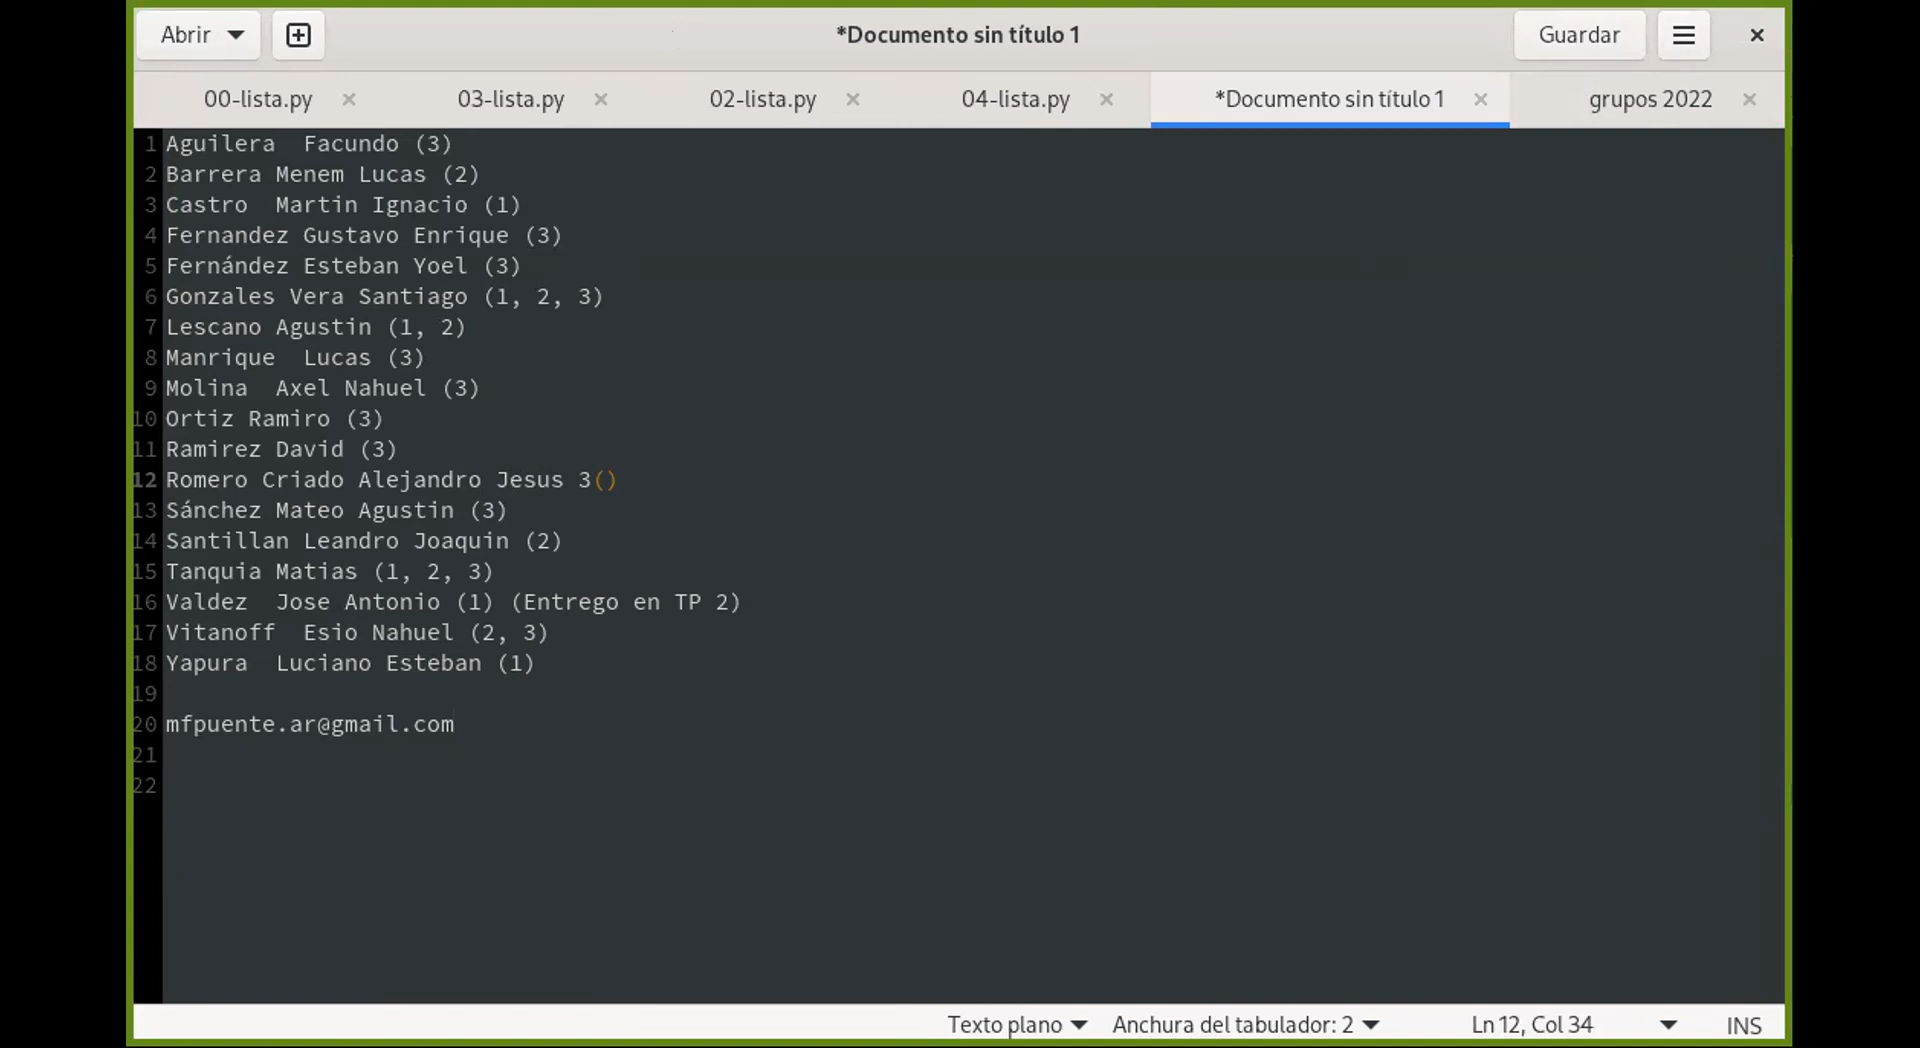 Abrir
*Documento sin título 1
Guardar
00-lista.py
03-lista.py
02-lista.py
04-lista.py
*Documento sin título 1
grupos 2022
1 Aguilera  Facundo (3)
2 Barrera Menem Lucas (2)
3 Castro  Martin Ignacio (1)
4 Fernandez Gustavo Enrique (3)
5 Fernández Esteban Yoel (3)
6 Gonzales Vera Santiago (1, 2, 3)
7 Lescano Agustin (1, 2)
8 Manrique  Lucas (3)
9 Molina  Axel Nahuel (3)
10 Ortiz Ramiro (3)
11 Ramirez David (3)
12 Romero Criado Alejandro Jesus 3()
13 Sánchez Mateo Agustin (3)
14 Santillan Leandro Joaquin (2)
15 Tanquia Matias (1, 2, 3)
16 Valdez  Jose Antonio (1) (Entrego en TP 2)
17 Vitanoff  Esio Nahuel (2, 3)
18 Yapura  Luciano Esteban (1)
19
20 mfpuente.ar@gmail.com
21
22
Texto plano
Anchura del tabulador: 2
Ln 12, Col 34
INS